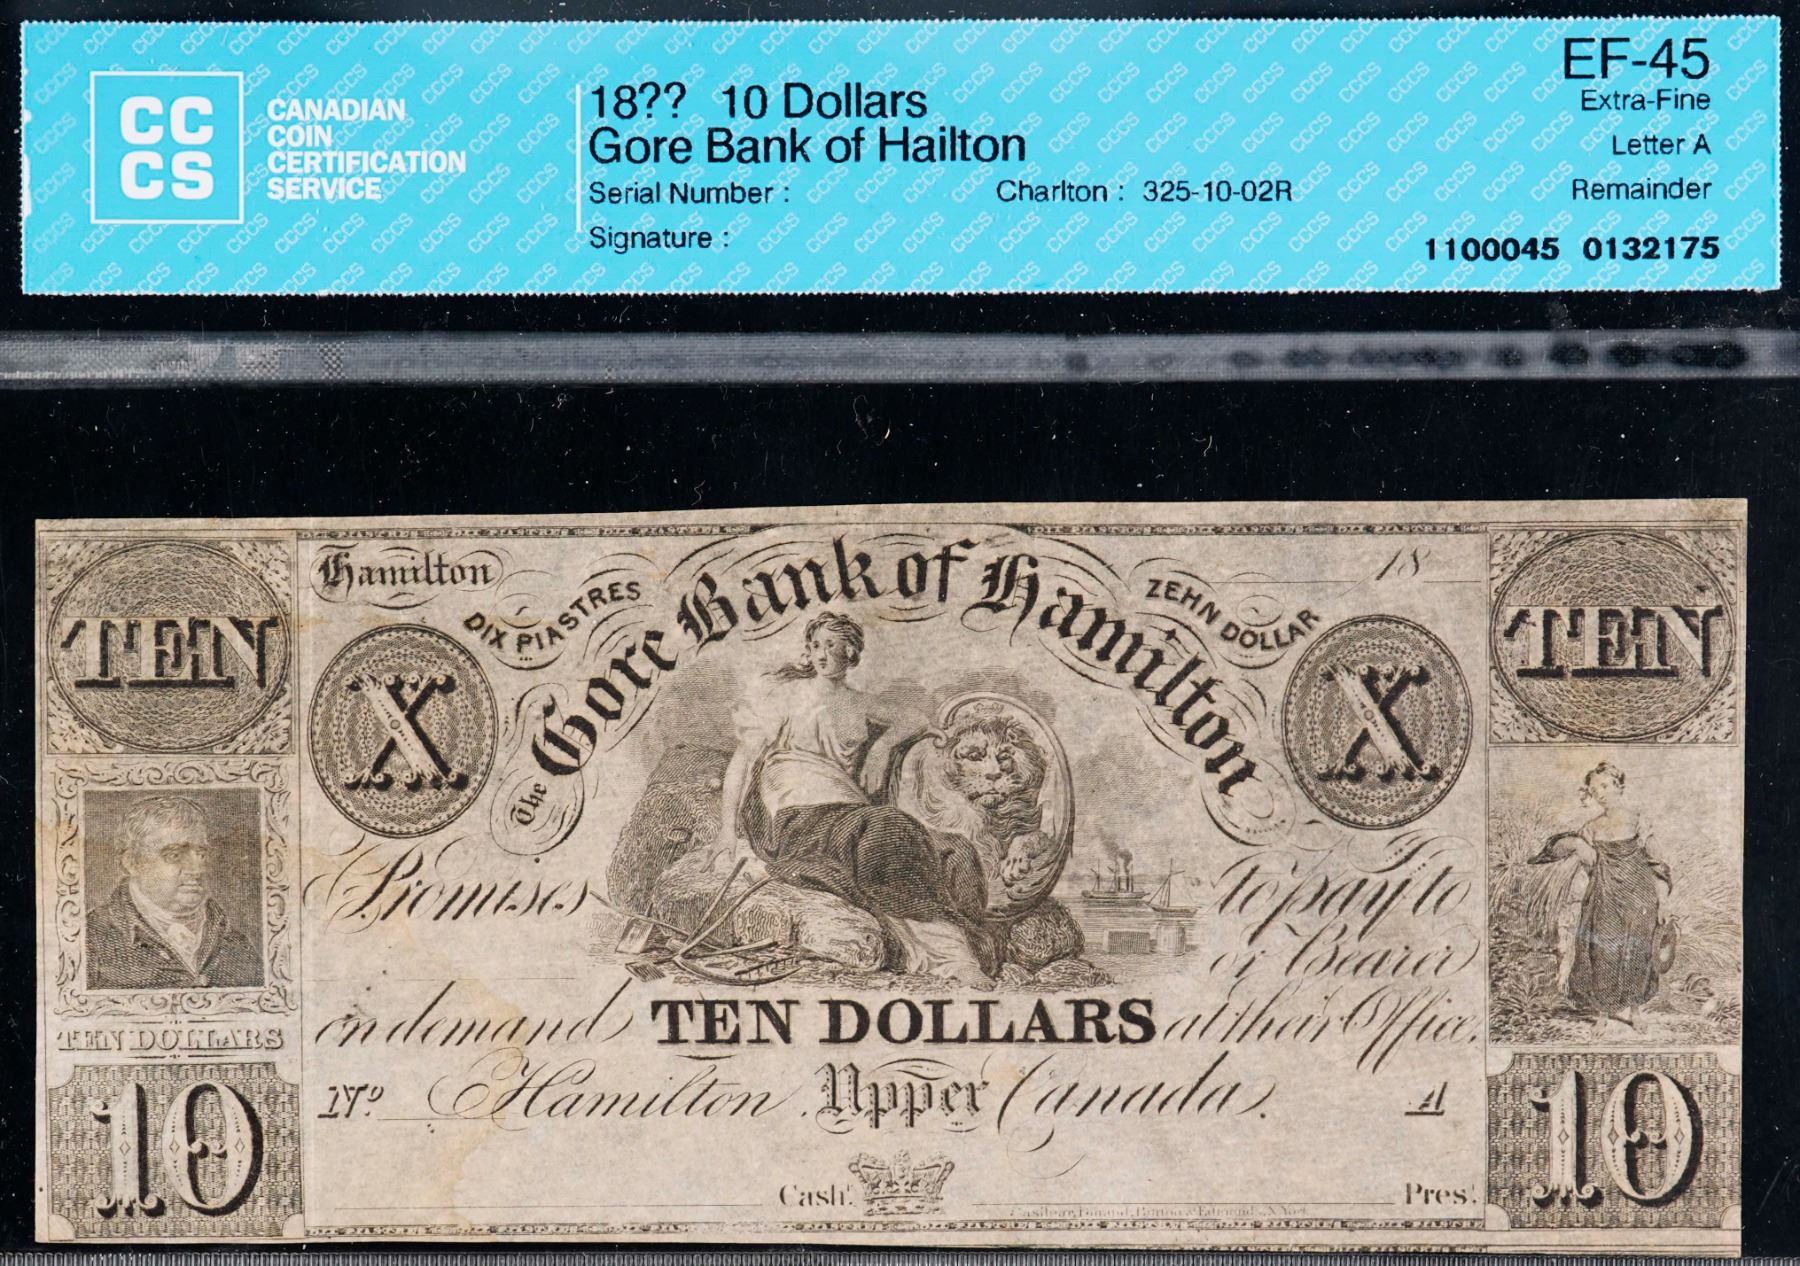 CC
CS
CANADIAN
COIN
CERTIFICATION
SERVICE
18?? 10 Dollars
Gore Bank of Hailton
Serial Number :
Charlton : 325-10-02R
Signature :
EF-45
Extra-Fine
Letter A
Remainder
1100045 0132175
TEN
Hamilton
DIX PIASTRES
The Gore Bank of Hamilton
ZEHN DOLLAR
18
TEN
X
X
Promises
to pay to
or Bearer
on demand TEN DOLLARS at their Office.
TEN DOLLARS
Nº Hamilton Upper Canada. A
10
10
Cashr.
Prest.